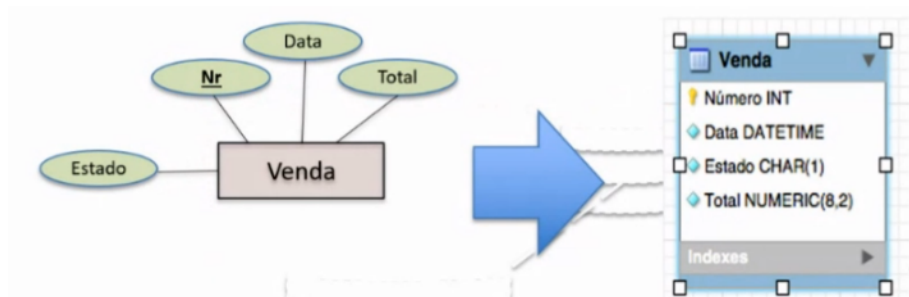 Data
Nr
Total
Estado
Venda
Venda
Número INT
Data DATETIME
Estado CHAR(1)
Total NUMERIC(8,2)
Indexes